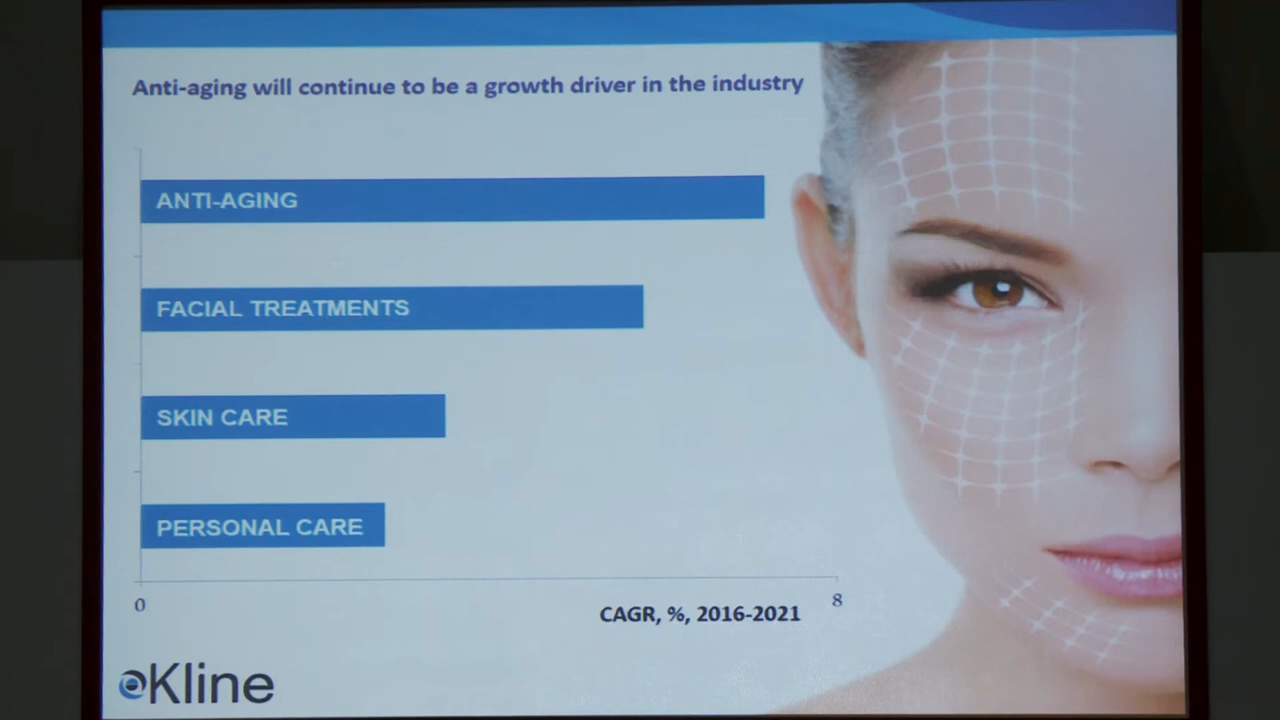 Anti-aging will continue to be a growth driver in the industry
ANTI-AGING
FACIAL TREATMENTS
SKIN CARE
PERSONAL CARE
0
8
CAGR, %, 2016-2021
Kline